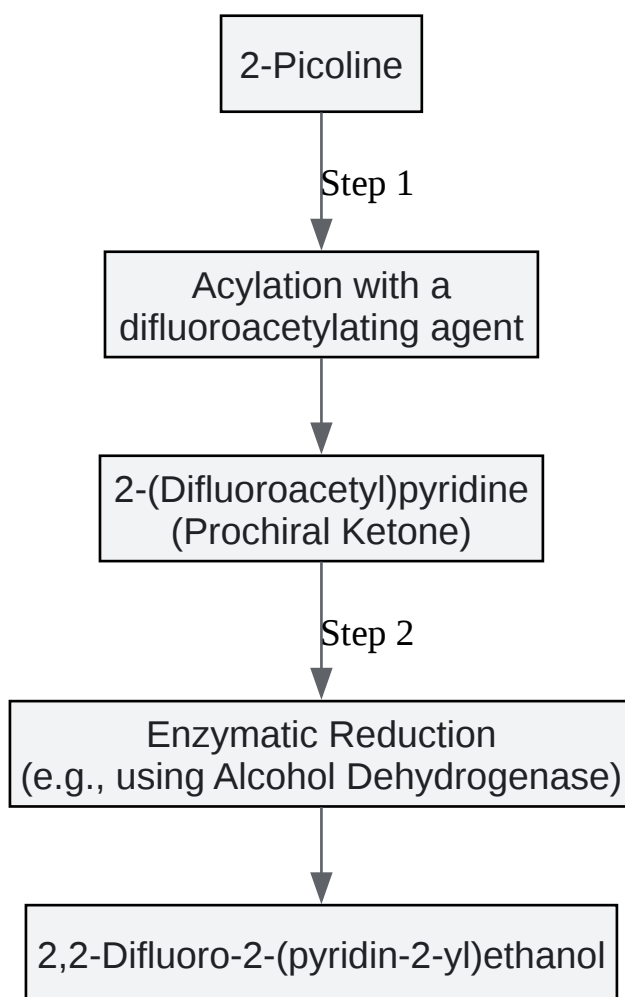 2-Picoline
Step 1
Acylation with a
difluoroacetylating agent
2-(Difluoroacetyl)pyridine
(Prochiral Ketone)
Step 2
Enzymatic Reduction
(e.g., using Alcohol Dehydrogenase)
2,2-Difluoro-2-(pyridin-2-yl)ethanol